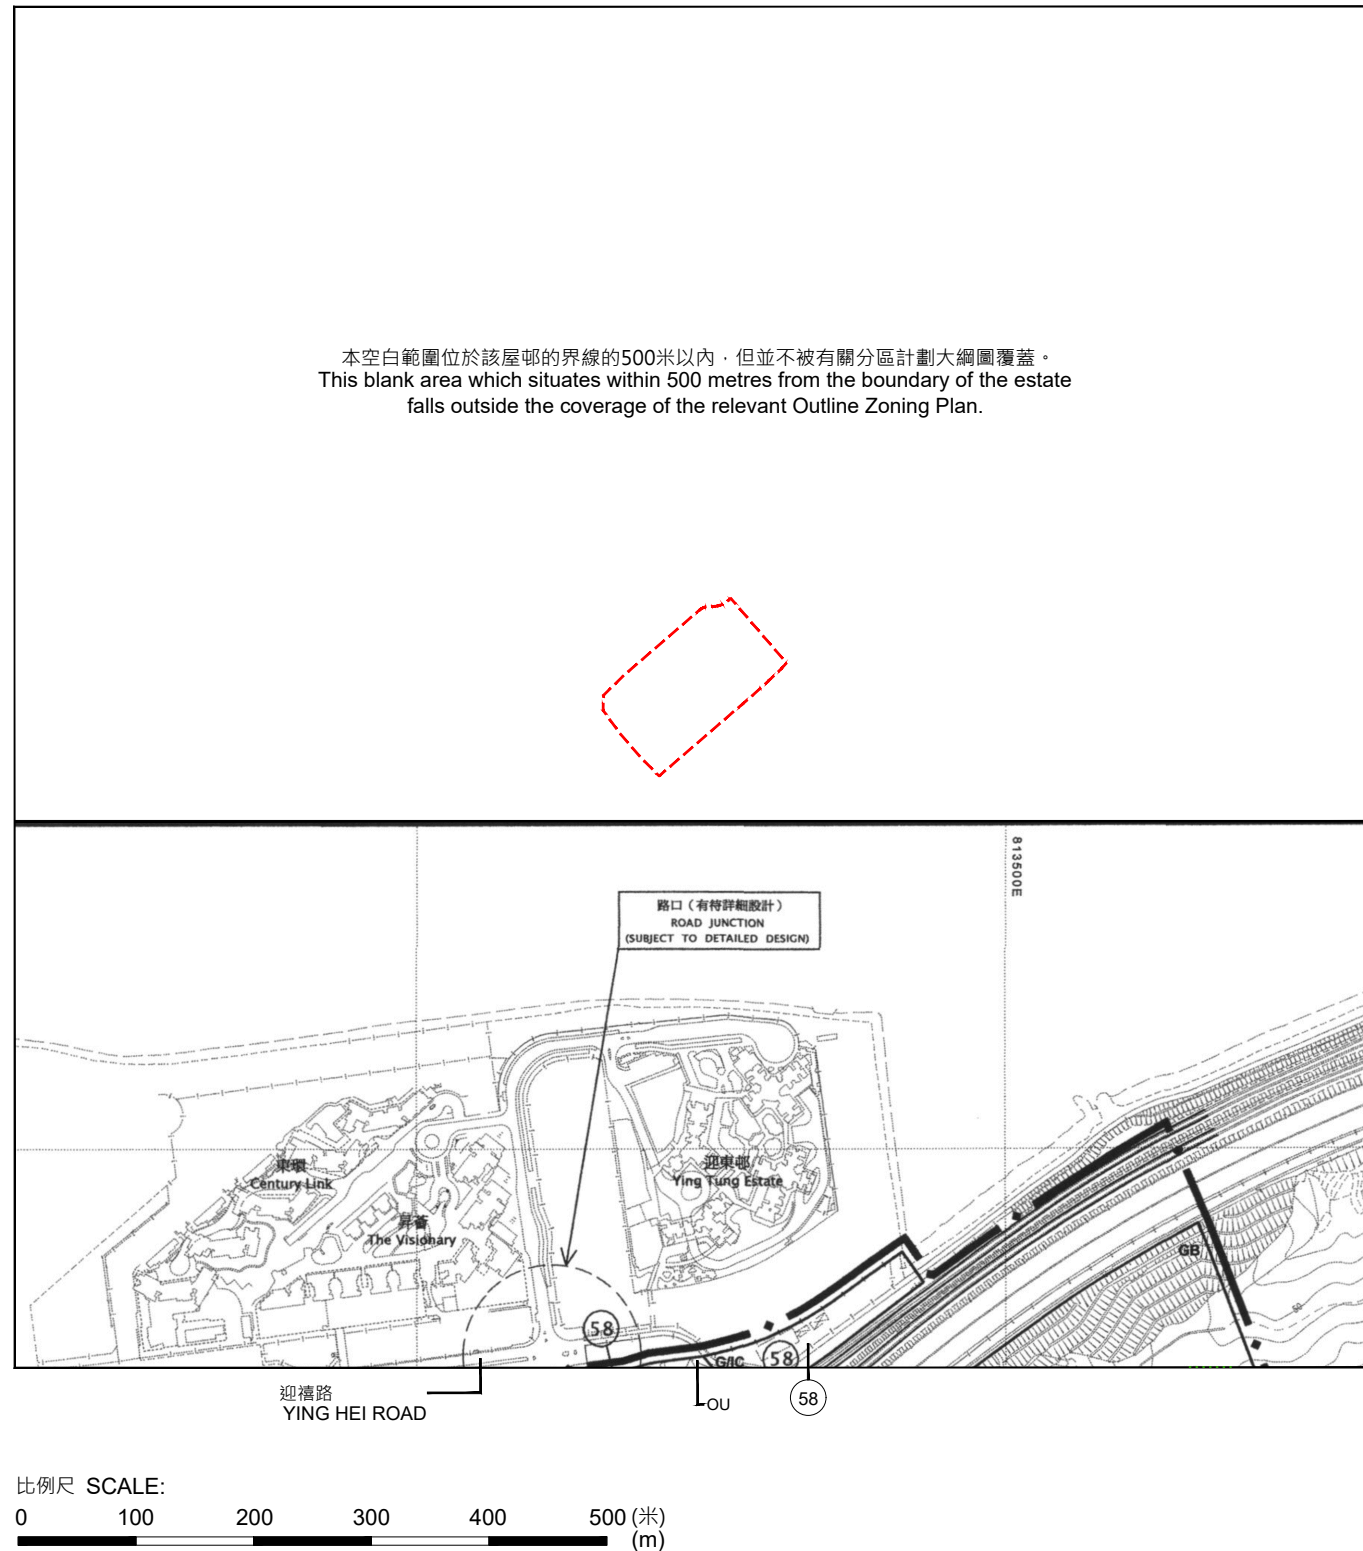 本空白範圍位於該屋邨的界線的500米以內，但並不被有關分區計劃大綱圖覆蓋。
This blank area which situates within 500 metres from the boundary of the estate
falls outside the coverage of the relevant Outline Zoning Plan.
813500E
路口（有待詳細設計）
ROAD JUNCTION
(SUBJECT TO DETAILED DESIGN)
東環
Century Link
昇薈
The Visionary
迎東邨
Ying Tung Estate
GB
50
58
G/IC
58
迎禧路
YING HEI ROAD
OU
58
比例尺 SCALE:
0 100 200 300 400 500 (米)
(m)